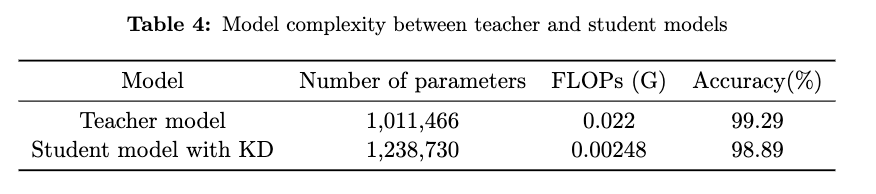 Table 4: Model complexity between teacher and student models
Model Number of parameters FLOPs (G) Accuracy(%)
Teacher model 1,011,466 0.022 99.29
Student model with KD 1,238,730 0.00248 98.89